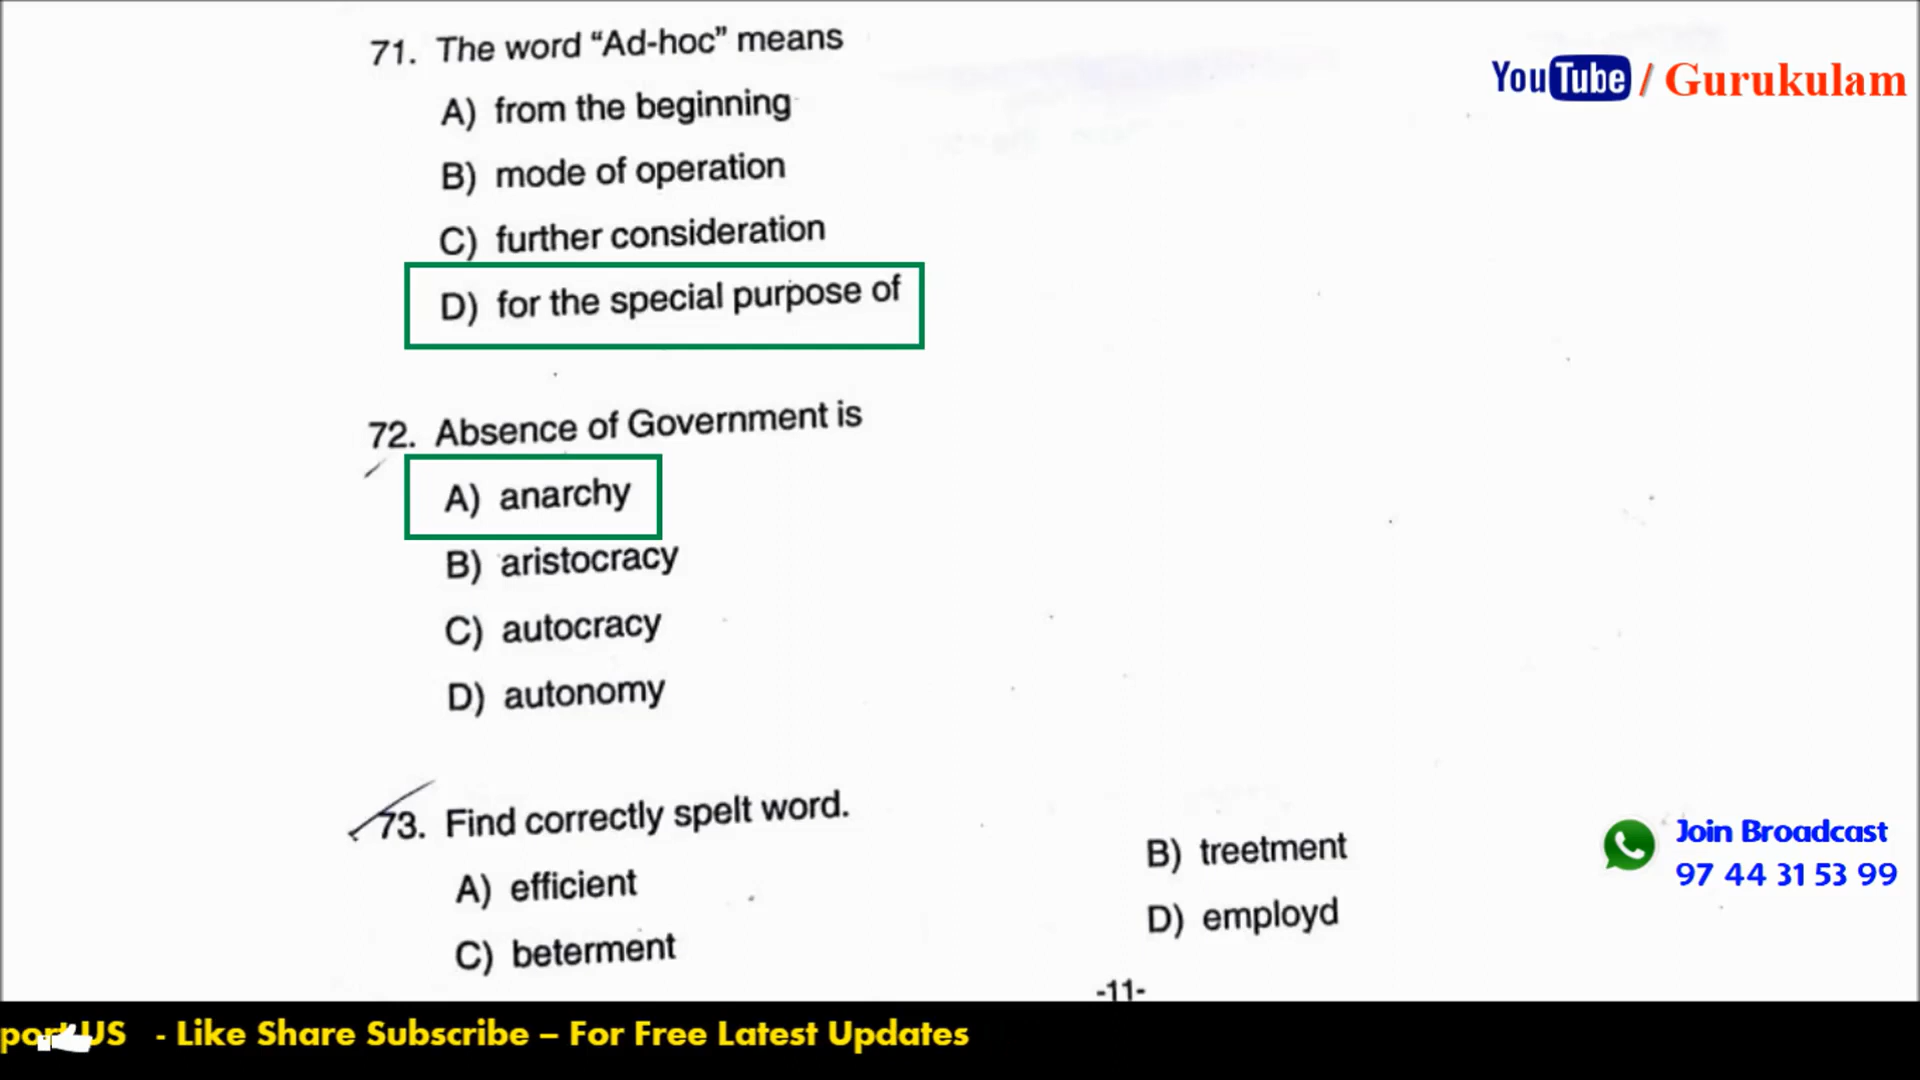 71. The word “Ad-hoc” means
YouTube / Gurukulam
A) from the beginning
B) mode of operation
C) further consideration
D) for the special purpose of
72. Absence of Government is
A) anarchy
B) aristocracy
C) autocracy
D) autonomy
73. Find correctly spelt word.
A) efficient
B) treetment
C) beterment
D) employd
Join Broadcast
97 44 31 53 99
-11-
US - Like Share Subscribe – For Free Latest Updates